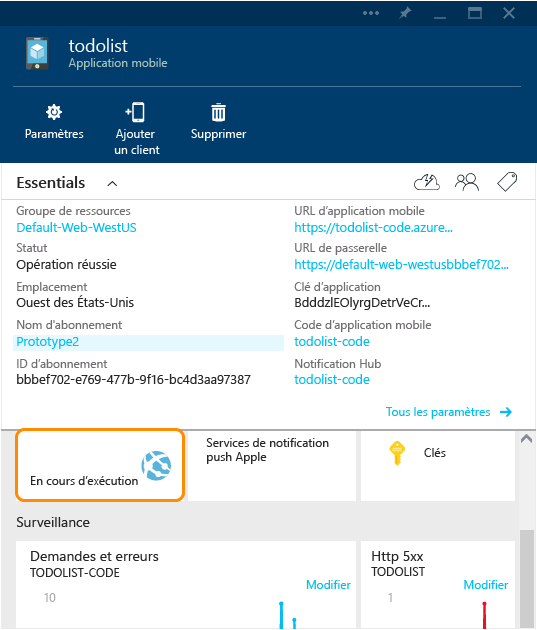 todolist
Application mobile
Paramètres
Ajouter
un client
Supprimer
Essentials
Groupe de ressources
Default-Web-WestUS
Statut
Opération réussie
Emplacement
Ouest des États-Unis
Nom d'abonnement
Prototype2
ID d'abonnement
bbbef702-e769-477b-9f16-bc4d3aa97387
URL d'application mobile
https://todolist-code.azure...
URL de passerelle
https://default-web-westusbbbef702...
Clé d'application
BdddzlEOlyrgDetrVeCr...
Code d'application mobile
todolist-code
Notification Hub
todolist-code
Tous les paramètres
En cours d'exécution
Services de notification
push Apple
Clés
Surveillance
Demandes et erreurs
TODOLIST-CODE
Modifier
10
Http 5xx
TODOLIST
Modifier
1